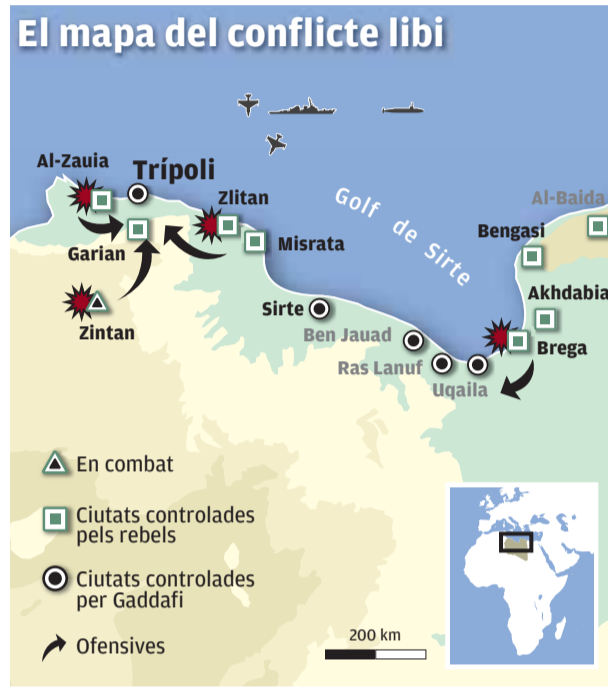 El mapa del conflicte libi
Al-Zauia
Trípoli
Zlitan
Garian
Misrata
Zintan
Golf de Sirte
Al-Baida
Bengasi
Akhdabia
Sirte
Ben Jauad
Brega
Ras Lanuf
Uqaila
En combat
Ciutats controlades
pels rebels
Ciutats controlades
per Gaddafi
Ofensives
200 km